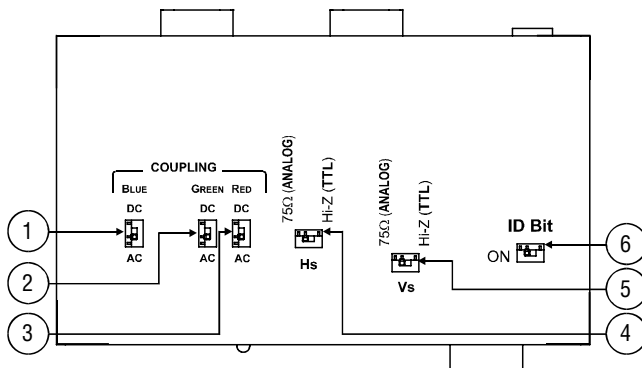 COUPLING
BLUE GREEN RED
DC DC DC
AC AC AC
75Ω (ANALOG)
Hi-Z (TTL)
Hs
75Ω (ANALOG)
Hi-Z (TTL)
Vs
ID Bit
ON
1
2
3
4
5
6